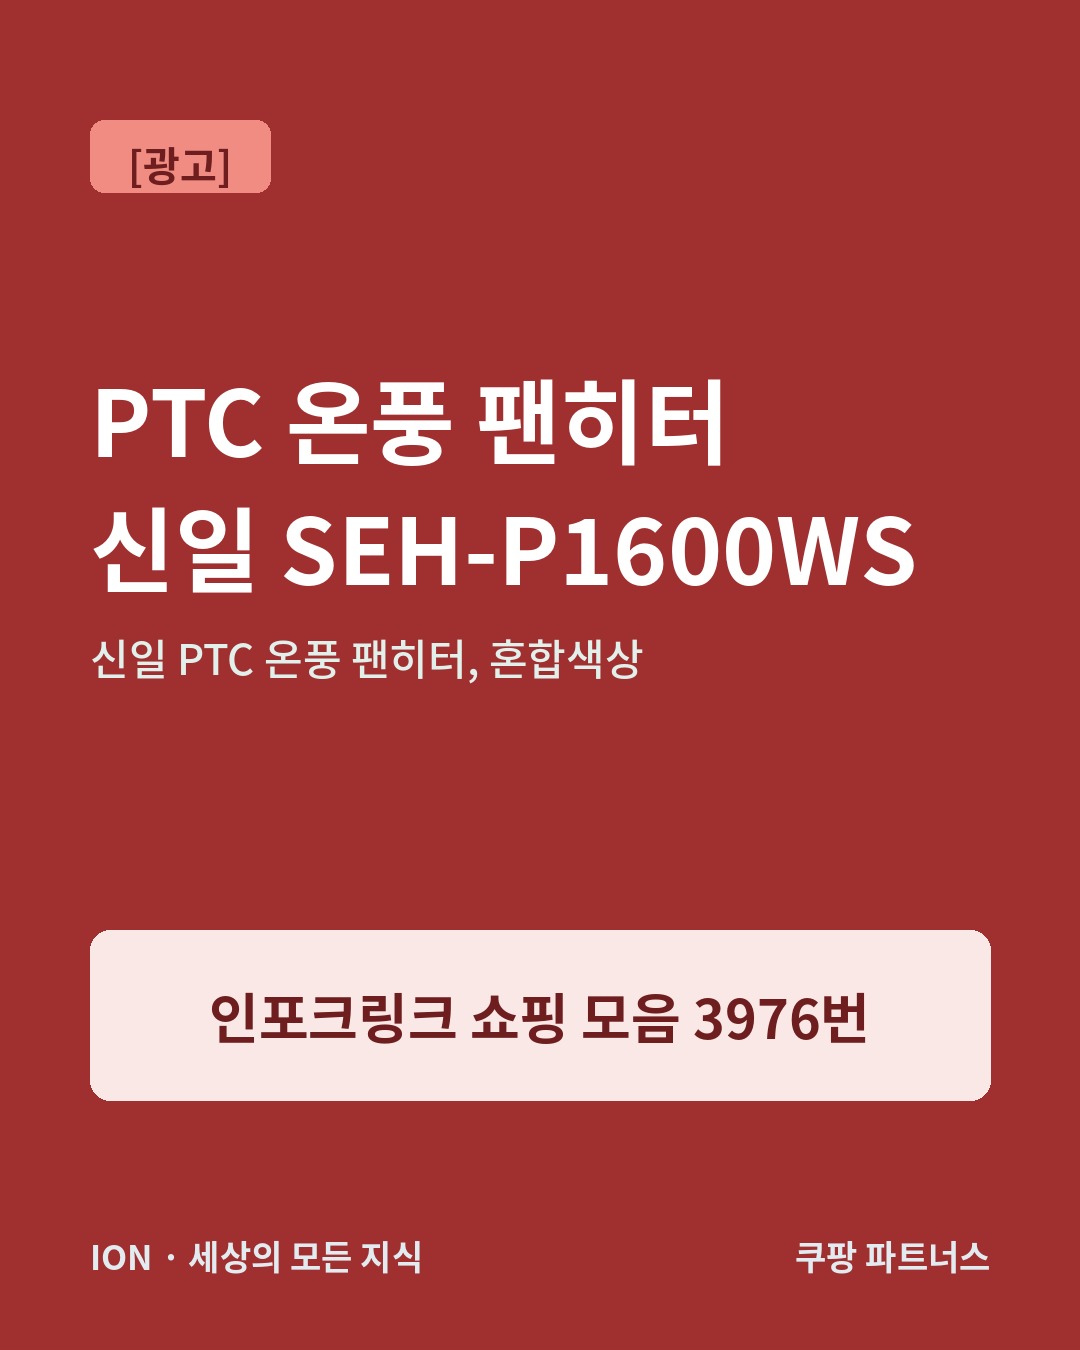 [광고]
PTC 온풍 팬히터
신일 SEH-P1600WS
신일 PTC 온풍 팬히터, 혼합색상
인포크링크 쇼핑 모음 3976번
ION · 세상의 모든 지식
쿠팡 파트너스